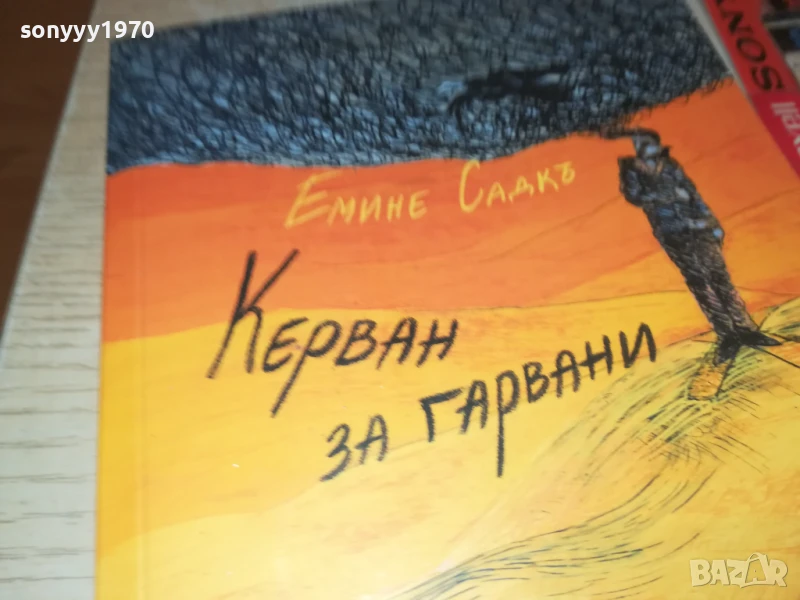 sonyyy1970
Емине Садкъ
Керван
за гарвани
BAZAR